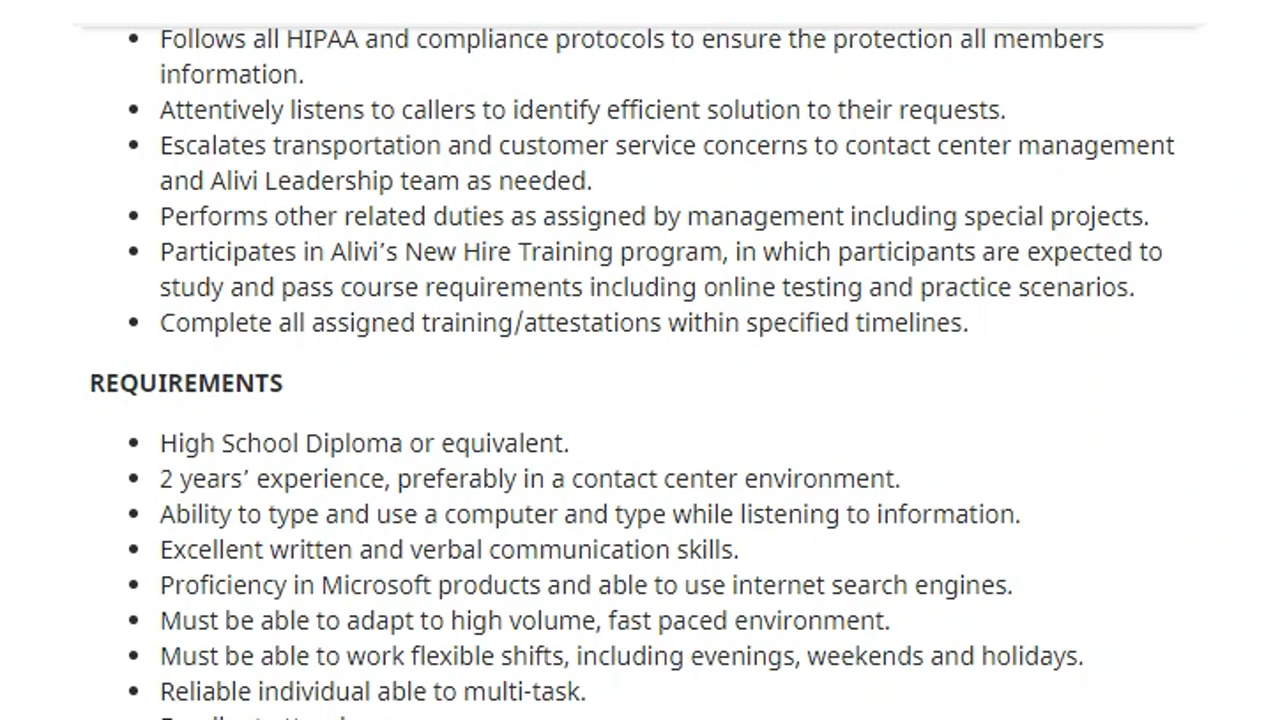 • Follows all HIPAA and compliance protocols to ensure the protection all members
information.
• Attentively listens to callers to identify efficient solution to their requests.
• Escalates transportation and customer service concerns to contact center management
and Alivi Leadership team as needed.
• Performs other related duties as assigned by management including special projects.
• Participates in Alivi’s New Hire Training program, in which participants are expected to
study and pass course requirements including online testing and practice scenarios.
• Complete all assigned training/attestations within specified timelines.
REQUIREMENTS
• High School Diploma or equivalent.
• 2 years’ experience, preferably in a contact center environment.
• Ability to type and use a computer and type while listening to information.
• Excellent written and verbal communication skills.
• Proficiency in Microsoft products and able to use internet search engines.
• Must be able to adapt to high volume, fast paced environment.
• Must be able to work flexible shifts, including evenings, weekends and holidays.
• Reliable individual able to multi-task.